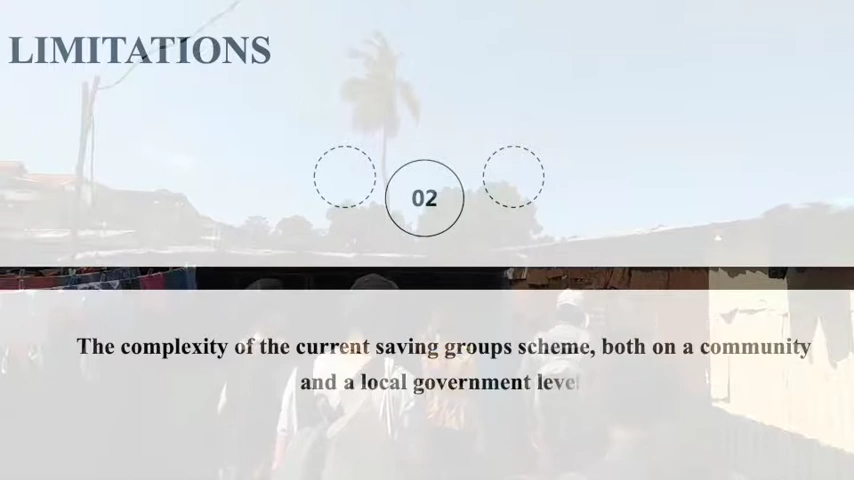 LIMITATIONS
02
The complexity of the current saving groups scheme, both on a community
and a local government level